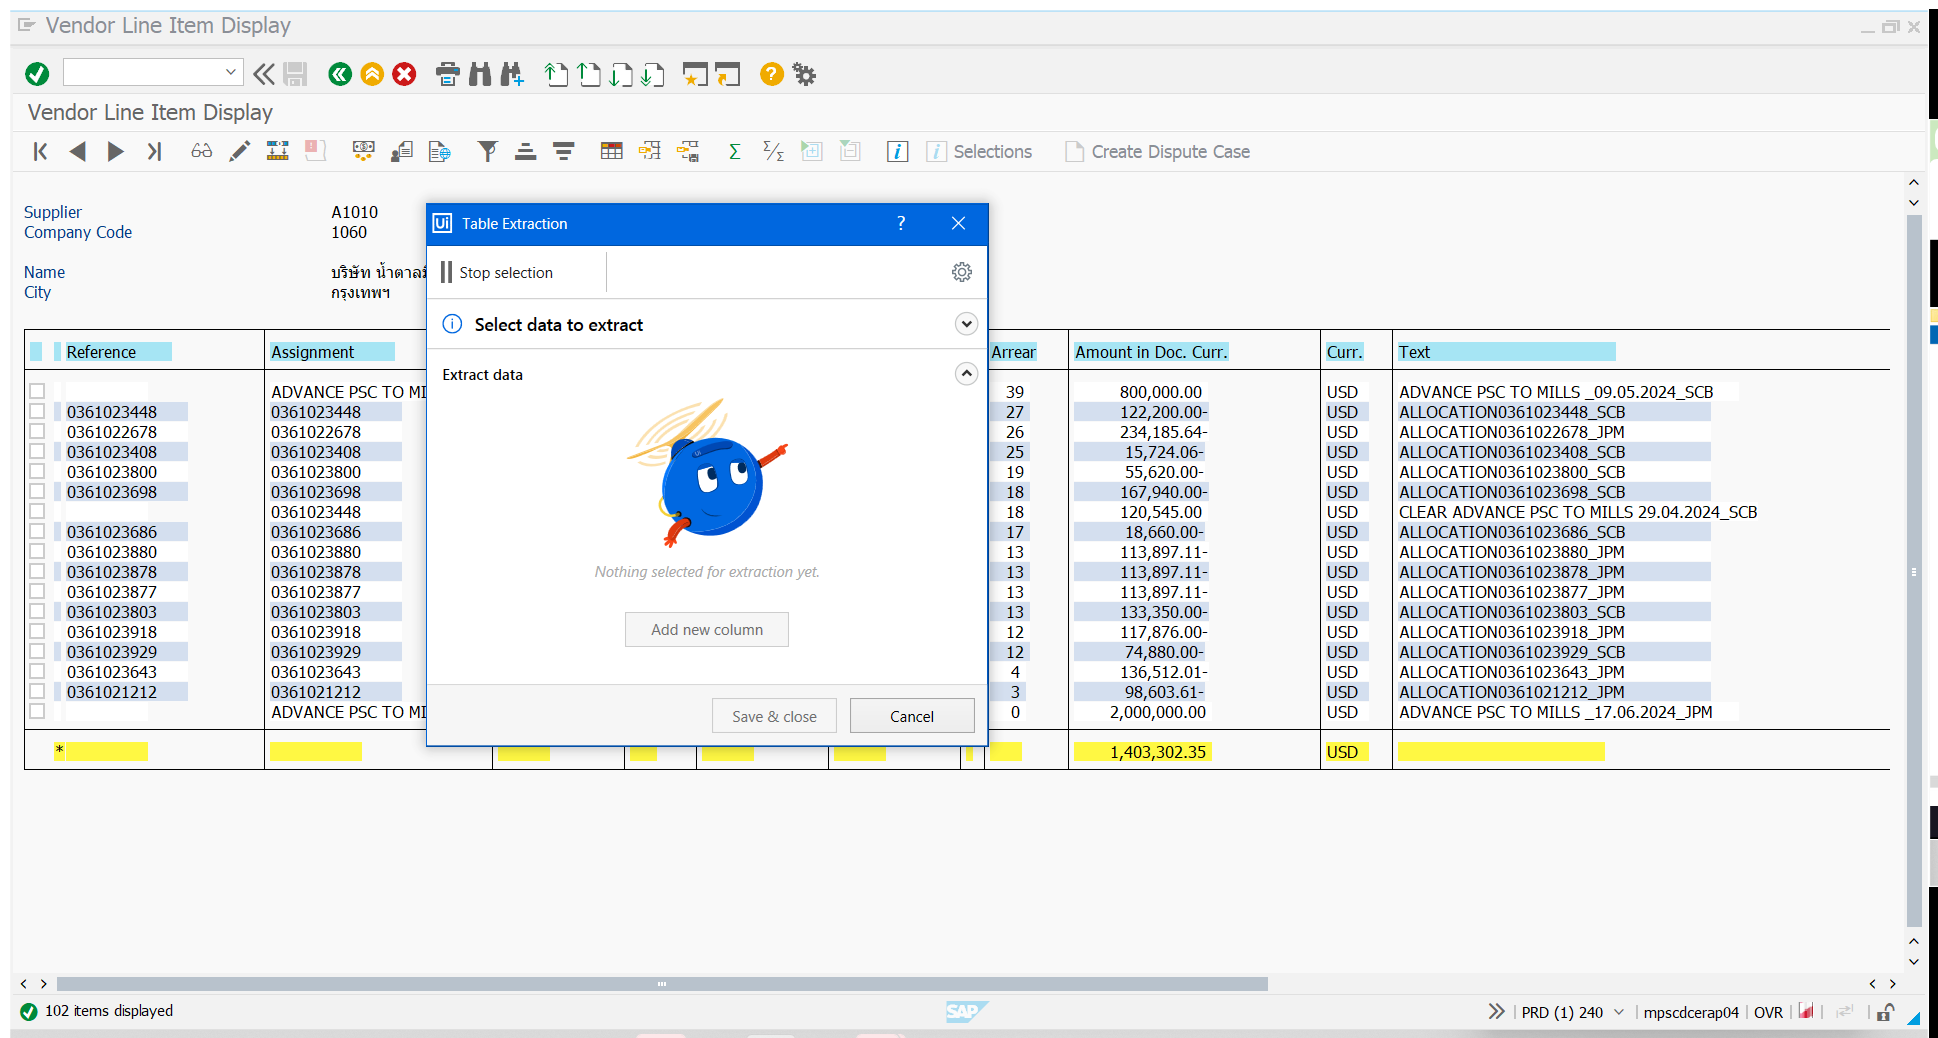 Vendor Line Item Display
Vendor Line Item Display
Selections
Create Dispute Case
Supplier A1010
Company Code 1060
Name บริษัท น้ำตาล
City กรุงเทพฯ
Ui Table Extraction ?
Stop selection
Select data to extract
Extract data
Nothing selected for extraction yet.
Add new column
Save & close Cancel
Reference Assignment Arrear Amount in Doc. Curr. Curr. Text
ADVANCE PSC TO MI 39 800,000.00 USD ADVANCE PSC TO MILLS _09.05.2024_SCB
0361023448 0361023448 27 122,200.00- USD ALLOCATION0361023448_SCB
0361022678 0361022678 26 234,185.64- USD ALLOCATION0361022678_JPM
0361023408 0361023408 25 15,724.06- USD ALLOCATION0361023408_SCB
0361023800 0361023800 19 55,620.00- USD ALLOCATION0361023800_SCB
0361023698 0361023698 18 167,940.00- USD ALLOCATION0361023698_SCB
0361023448 18 120,545.00 USD CLEAR ADVANCE PSC TO MILLS 29.04.2024_SCB
0361023686 0361023686 17 18,660.00- USD ALLOCATION0361023686_SCB
0361023880 0361023880 13 113,897.11- USD ALLOCATION0361023880_JPM
0361023878 0361023878 13 113,897.11- USD ALLOCATION0361023878_JPM
0361023877 0361023877 13 113,897.11- USD ALLOCATION0361023877_JPM
0361023803 0361023803 13 133,350.00- USD ALLOCATION0361023803_SCB
0361023918 0361023918 12 117,876.00- USD ALLOCATION0361023918_JPM
0361023929 0361023929 12 74,880.00- USD ALLOCATION0361023929_SCB
0361023643 0361023643 4 136,512.01- USD ALLOCATION0361023643_JPM
0361021212 0361021212 3 98,603.61- USD ALLOCATION0361021212_JPM
ADVANCE PSC TO MI 0 2,000,000.00 USD ADVANCE PSC TO MILLS _17.06.2024_JPM
* 1,403,302.35 USD
102 items displayed
SAP
PRD (1) 240 mpscdcerap04 OVR